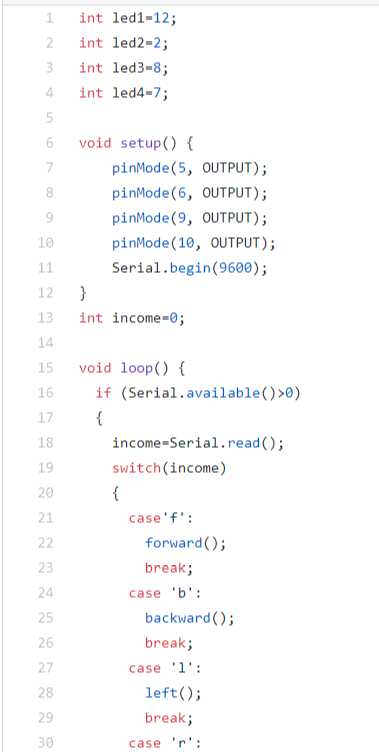 1 int led1=12;
2 int led2=2;
3 int led3=8;
4 int led4=7;
5
6 void setup() {
7 pinMode(5, OUTPUT);
8 pinMode(6, OUTPUT);
9 pinMode(9, OUTPUT);
10 pinMode(10, OUTPUT);
11 Serial.begin(9600);
12 }
13 int income=0;
14
15 void loop() {
16 if (Serial.available()>0)
17 {
18 income=Serial.read();
19 switch(income)
20 {
21 case'f':
22 forward();
23 break;
24 case 'b':
25 backward();
26 break;
27 case 'l':
28 left();
29 break;
30 case 'r':